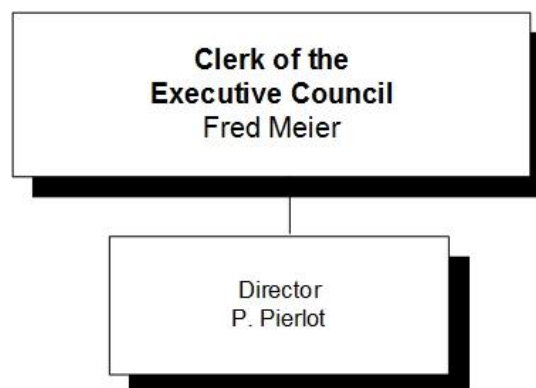 Clerk of the
Executive Council
Fred Meier
Director
P. Pierlot